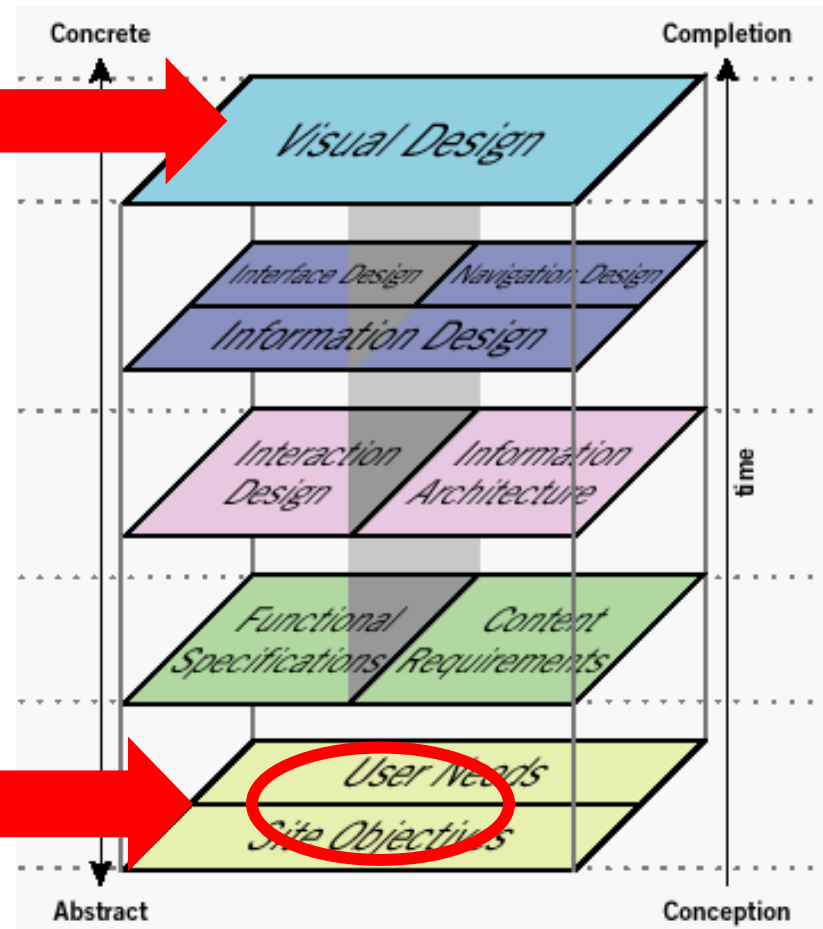 Concrete
Completion
Visual Design
Interface Design
Navigation Design
Information Design
Interaction
Design
Information
Architecture
time
Functional
Specifications
Content
Requirements
User Needs
Site Objectives
Abstract
Conception